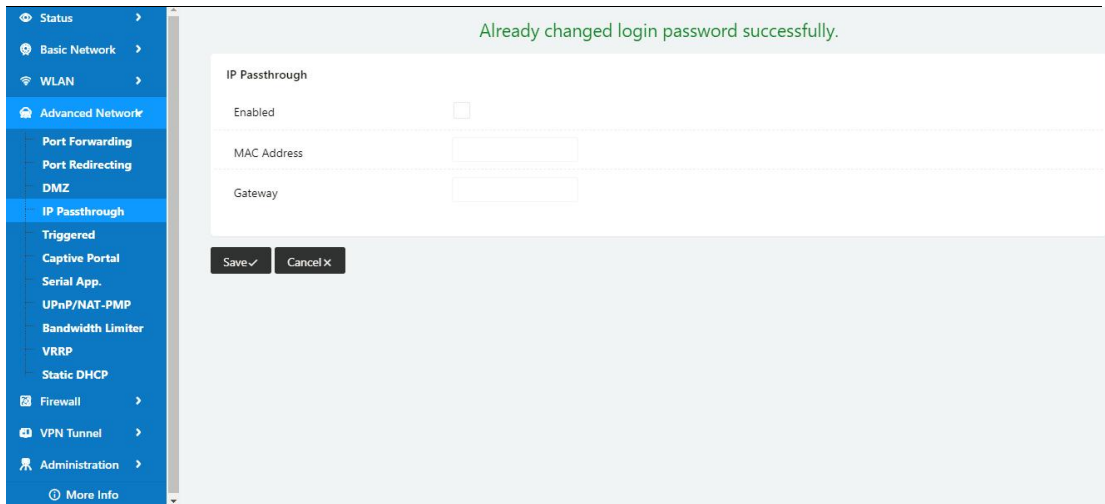 Status
Basic Network
WLAN
Advanced Network
Port Forwarding
Port Redirecting
DMZ
IP Passthrough
Triggered
Captive Portal
Serial App.
UPnP/NAT-PMP
Bandwidth Limiter
VRRP
Static DHCP
Firewall
VPN Tunnel
Administration
More Info
Already changed login password successfully.
IP Passthrough
Enabled
MAC Address
Gateway
Save Cancel